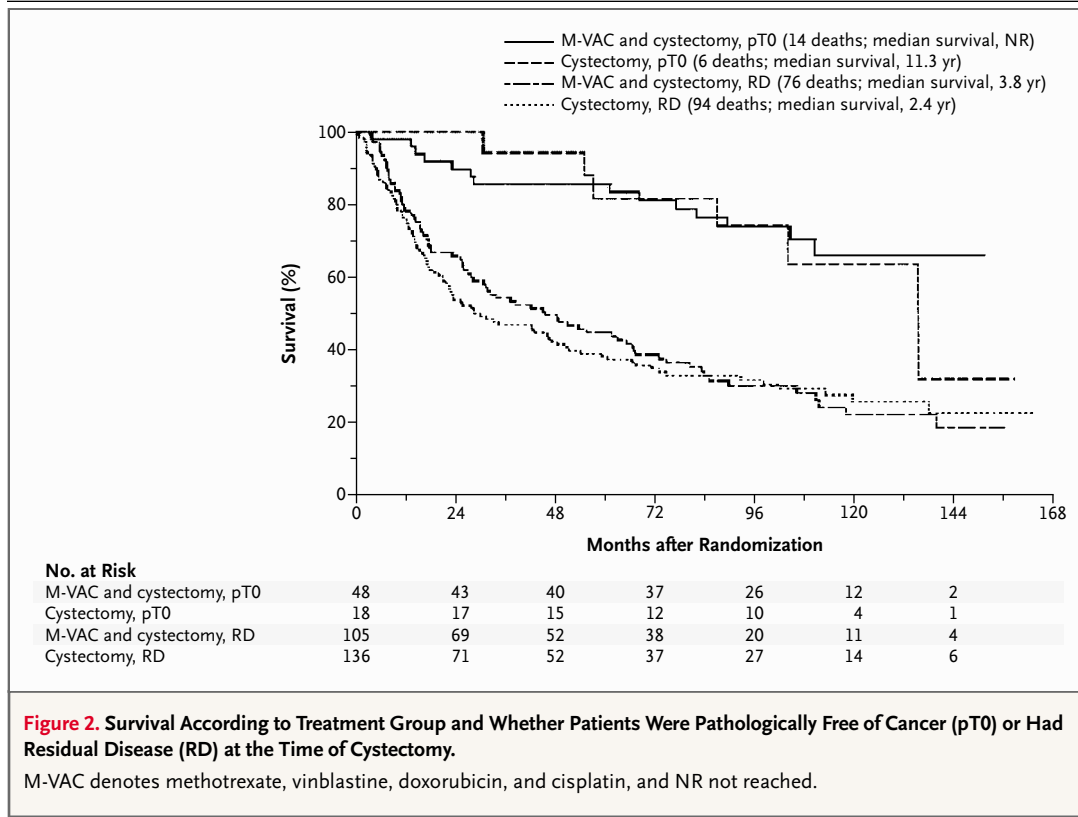 M-VAC and cystectomy, pT0 (14 deaths; median survival, NR)
Cystectomy, pT0 (6 deaths; median survival, 11.3 yr)
M-VAC and cystectomy, RD (76 deaths; median survival, 3.8 yr)
Cystectomy, RD (94 deaths; median survival, 2.4 yr)
100
80
60
40
20
0
Survival (%)
0 24 48 72 96 120 144 168
Months after Randomization
No. at Risk
M-VAC and cystectomy, pT0 48 43 40 37 26 12 2
Cystectomy, pT0 18 17 15 12 10 4 1
M-VAC and cystectomy, RD 105 69 52 38 20 11 4
Cystectomy, RD 136 71 52 37 27 14 6
Figure 2. Survival According to Treatment Group and Whether Patients Were Pathologically Free of Cancer (pT0) or Had
Residual Disease (RD) at the Time of Cystectomy.
M-VAC denotes methotrexate, vinblastine, doxorubicin, and cisplatin, and NR not reached.